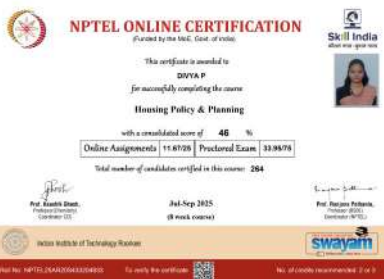 NPTEL ONLINE CERTIFICATION
(Funded by the MoE, Govt. of India)
Skill India
This certificate is awarded to
DIVYA P
for successfully completing the course
Housing Policy & Planning
with a consolidated score of 46 %
Online Assignments 11.67/25 Proctored Exam 33.98/75
Total number of candidates certified in this course: 264
Jul-Sep 2025
(8 week course)
Indian Institute of Technology Roorkee
swayam
To verify the certificate
No. of credits recommended: 2 or 3